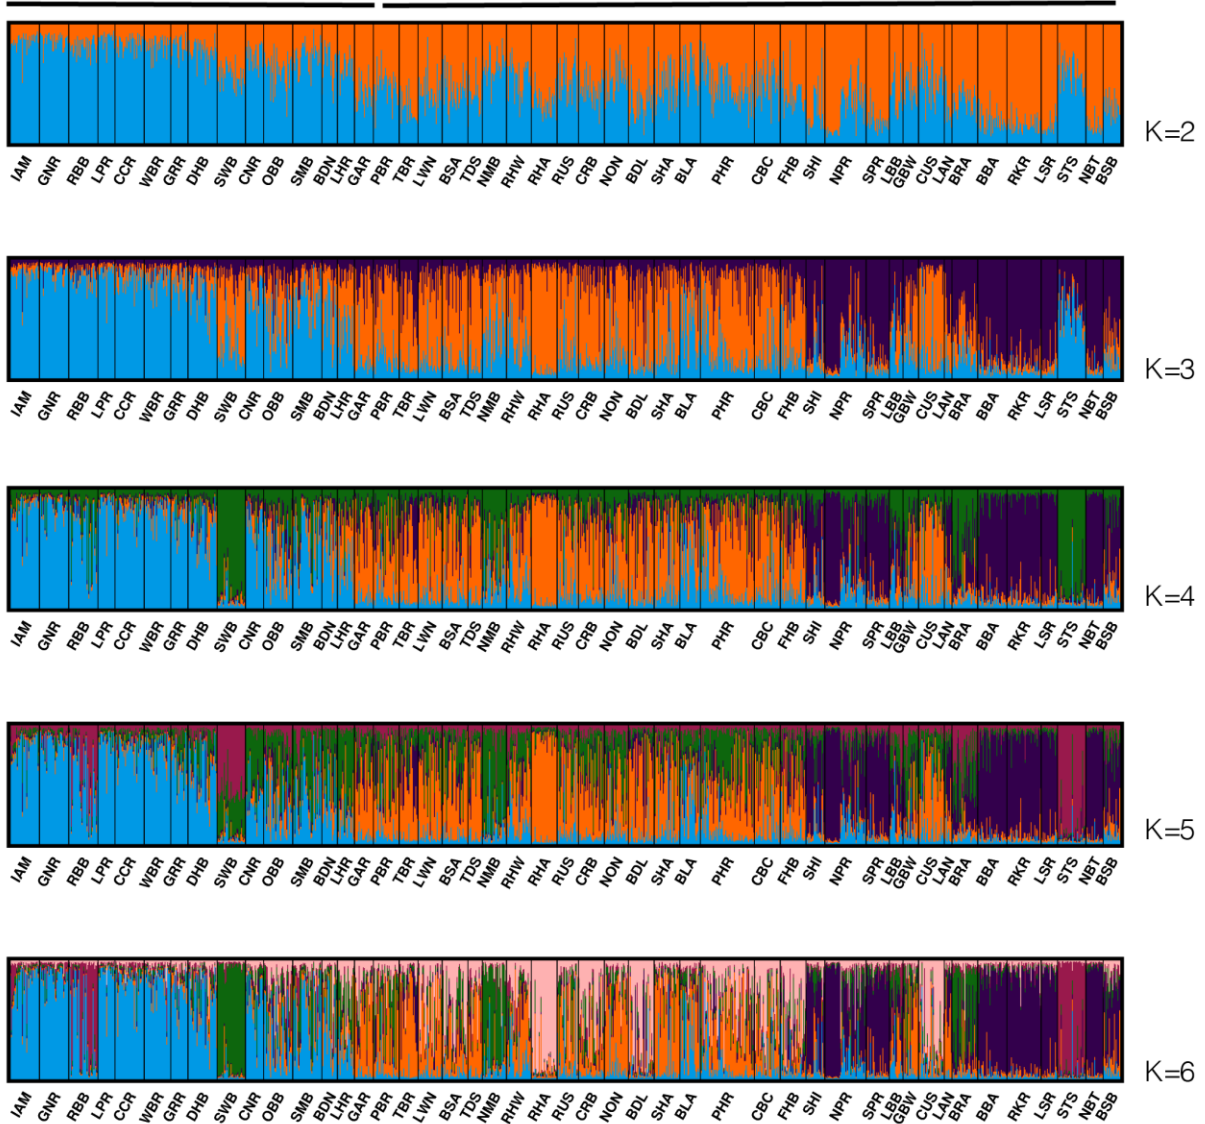 K=2
IAM GNR RBB LPR CCR WBR GRR DHB SWB CNR OBB SMB BDN LHR GAR PBR TBR LWN BSA TDS NMB RHW RHA RUS CRB NON BDL SHA BLA PHR CBC FHB SHI NPR SPR LBB GBW CUS LAN BRA BBA RKR LSR STS NBT BSB
K=3
IAM GNR RBB LPR CCR WBR GRR DHB SWB CNR OBB SMB BDN LHR GAR PBR TBR LWN BSA TDS NMB RHW RHA RUS CRB NON BDL SHA BLA PHR CBC FHB SHI NPR SPR LBB GBW CUS LAN BRA BBA RKR LSR STS NBT BSB
K=4
IAM GNR RBB LPR CCR WBR GRR DHB SWB CNR OBB SMB BDN LHR GAR PBR TBR LWN BSA TDS NMB RHW RHA RUS CRB NON BDL SHA BLA PHR CBC FHB SHI NPR SPR LBB GBW CUS LAN BRA BBA RKR LSR STS NBT BSB
K=5
IAM GNR RBB LPR CCR WBR GRR DHB SWB CNR OBB SMB BDN LHR GAR PBR TBR LWN BSA TDS NMB RHW RHA RUS CRB NON BDL SHA BLA PHR CBC FHB SHI NPR SPR LBB GBW CUS LAN BRA BBA RKR LSR STS NBT BSB
K=6
IAM GNR RBB LPR CCR WBR GRR DHB SWB CNR OBB SMB BDN LHR GAR PBR TBR LWN BSA TDS NMB RHW RHA RUS CRB NON BDL SHA BLA PHR CBC FHB SHI NPR SPR LBB GBW CUS LAN BRA BBA RKR LSR STS NBT BSB